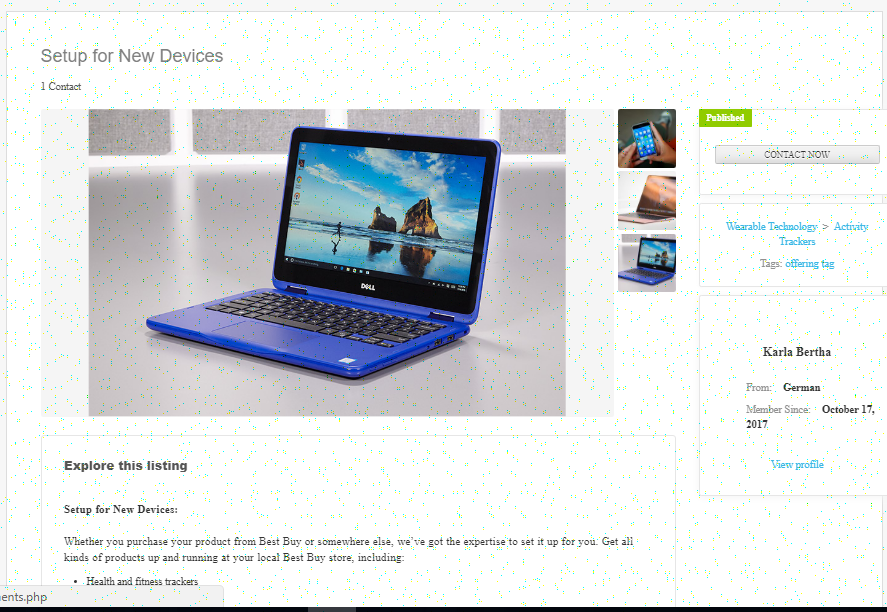 Setup for New Devices
1 Contact
Published
CONTACT NOW
Wearable Technology > Activity
Trackers
Tags: offering tag
DELL
Karla Bertha
From: German
Member Since: October 17,
2017
View profile
Explore this listing
Setup for New Devices:
Whether you purchase your product from Best Buy or somewhere else, we've got the expertise to set it up for you. Get all
kinds of products up and running at your local Best Buy store, including:
• Health and fitness trackers
ents.php